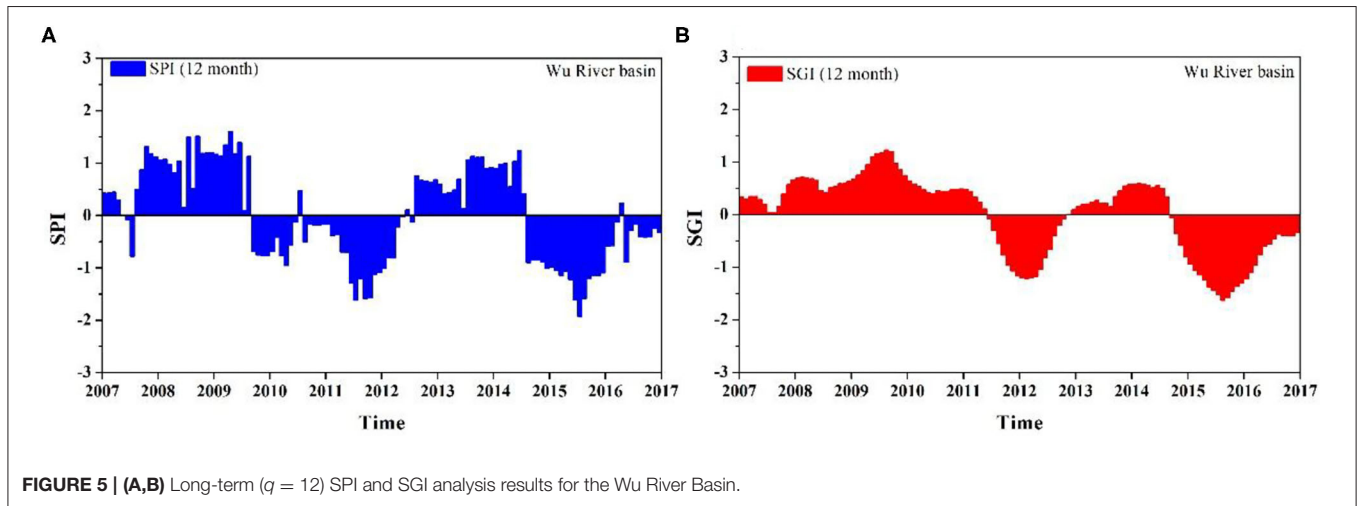 A
3
2
1
0
-1
-2
-3
SPI
SPI (12 month)
Wu River basin
2007 2008 2009 2010 2011 2012 2013 2014 2015 2016 2017
Time
B
3
2
1
0
-1
-2
-3
SGI
SGI (12 month)
Wu River basin
2007 2008 2009 2010 2011 2012 2013 2014 2015 2016 2017
Time
FIGURE 5 | (A,B) Long-term (q = 12) SPI and SGI analysis results for the Wu River Basin.